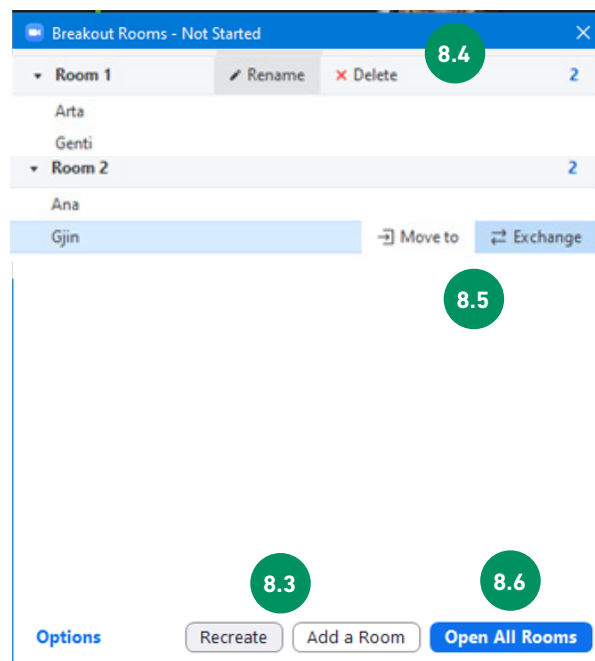 Breakout Rooms - Not Started
8.4
Room 1 Rename Delete 2
Arta
Genti
Room 2 2
Ana
Gjin Move to Exchange
8.5
8.3 8.6
Options Recreate Add a Room Open All Rooms